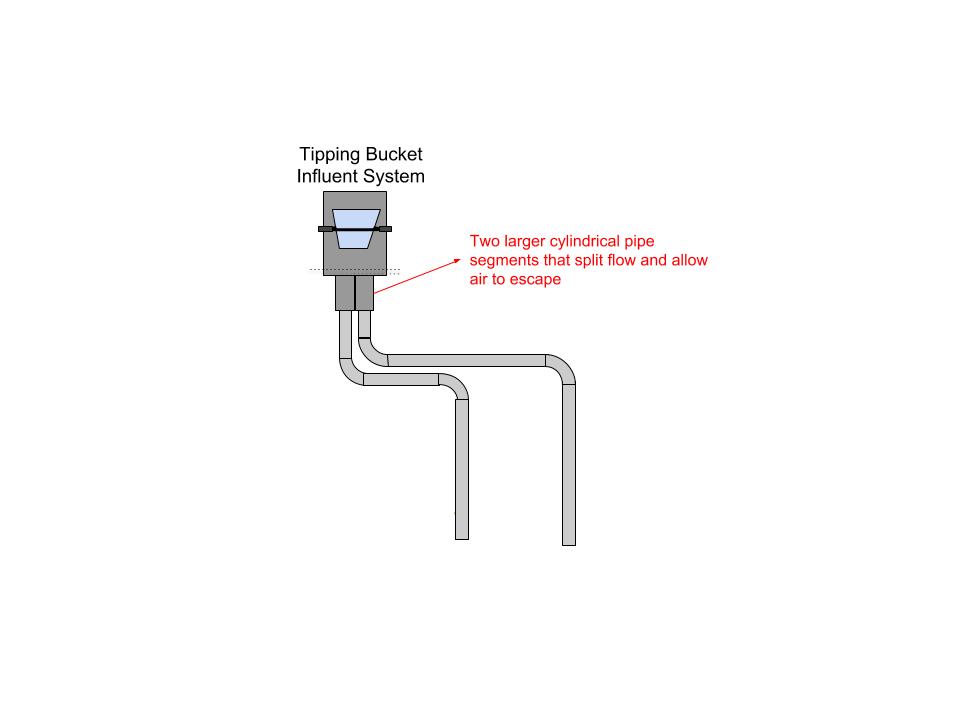 Tipping Bucket
Influent System
Two larger cylindrical pipe
segments that split flow and allow
air to escape